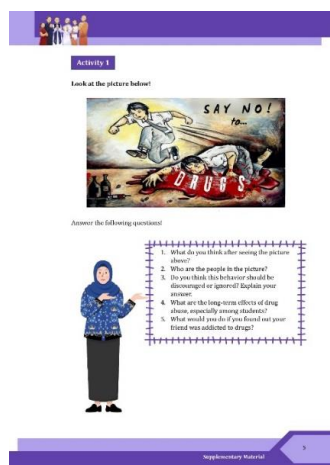 Activity 1
Look at the picture below!
SAY NO!
to...
DRUGS
Answer the following questions!
1. What do you think after seeing the picture
above?
2. Who are the people in the picture?
3. Do you think this behavior should be
discouraged or ignored? Explain your
answer.
4. What are the long-term effects of drug
abuse, especially among students?
5. What would you do if you found out your
friend was addicted to drugs?
Supplementary Material